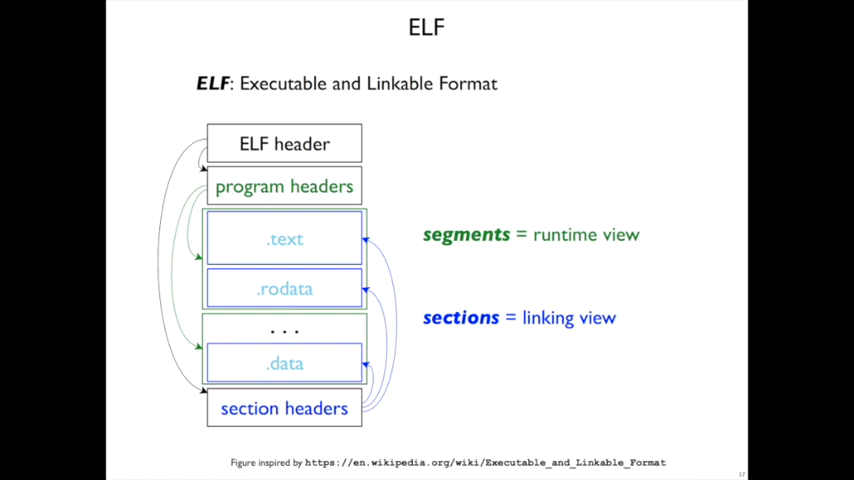 ELF
ELF: Executable and Linkable Format
ELF header
program headers
.text
segments = runtime view
.rodata
sections = linking view
. . .
.data
section headers
Figure inspired by https://en.wikipedia.org/wiki/Executable_and_Linkable_Format
17